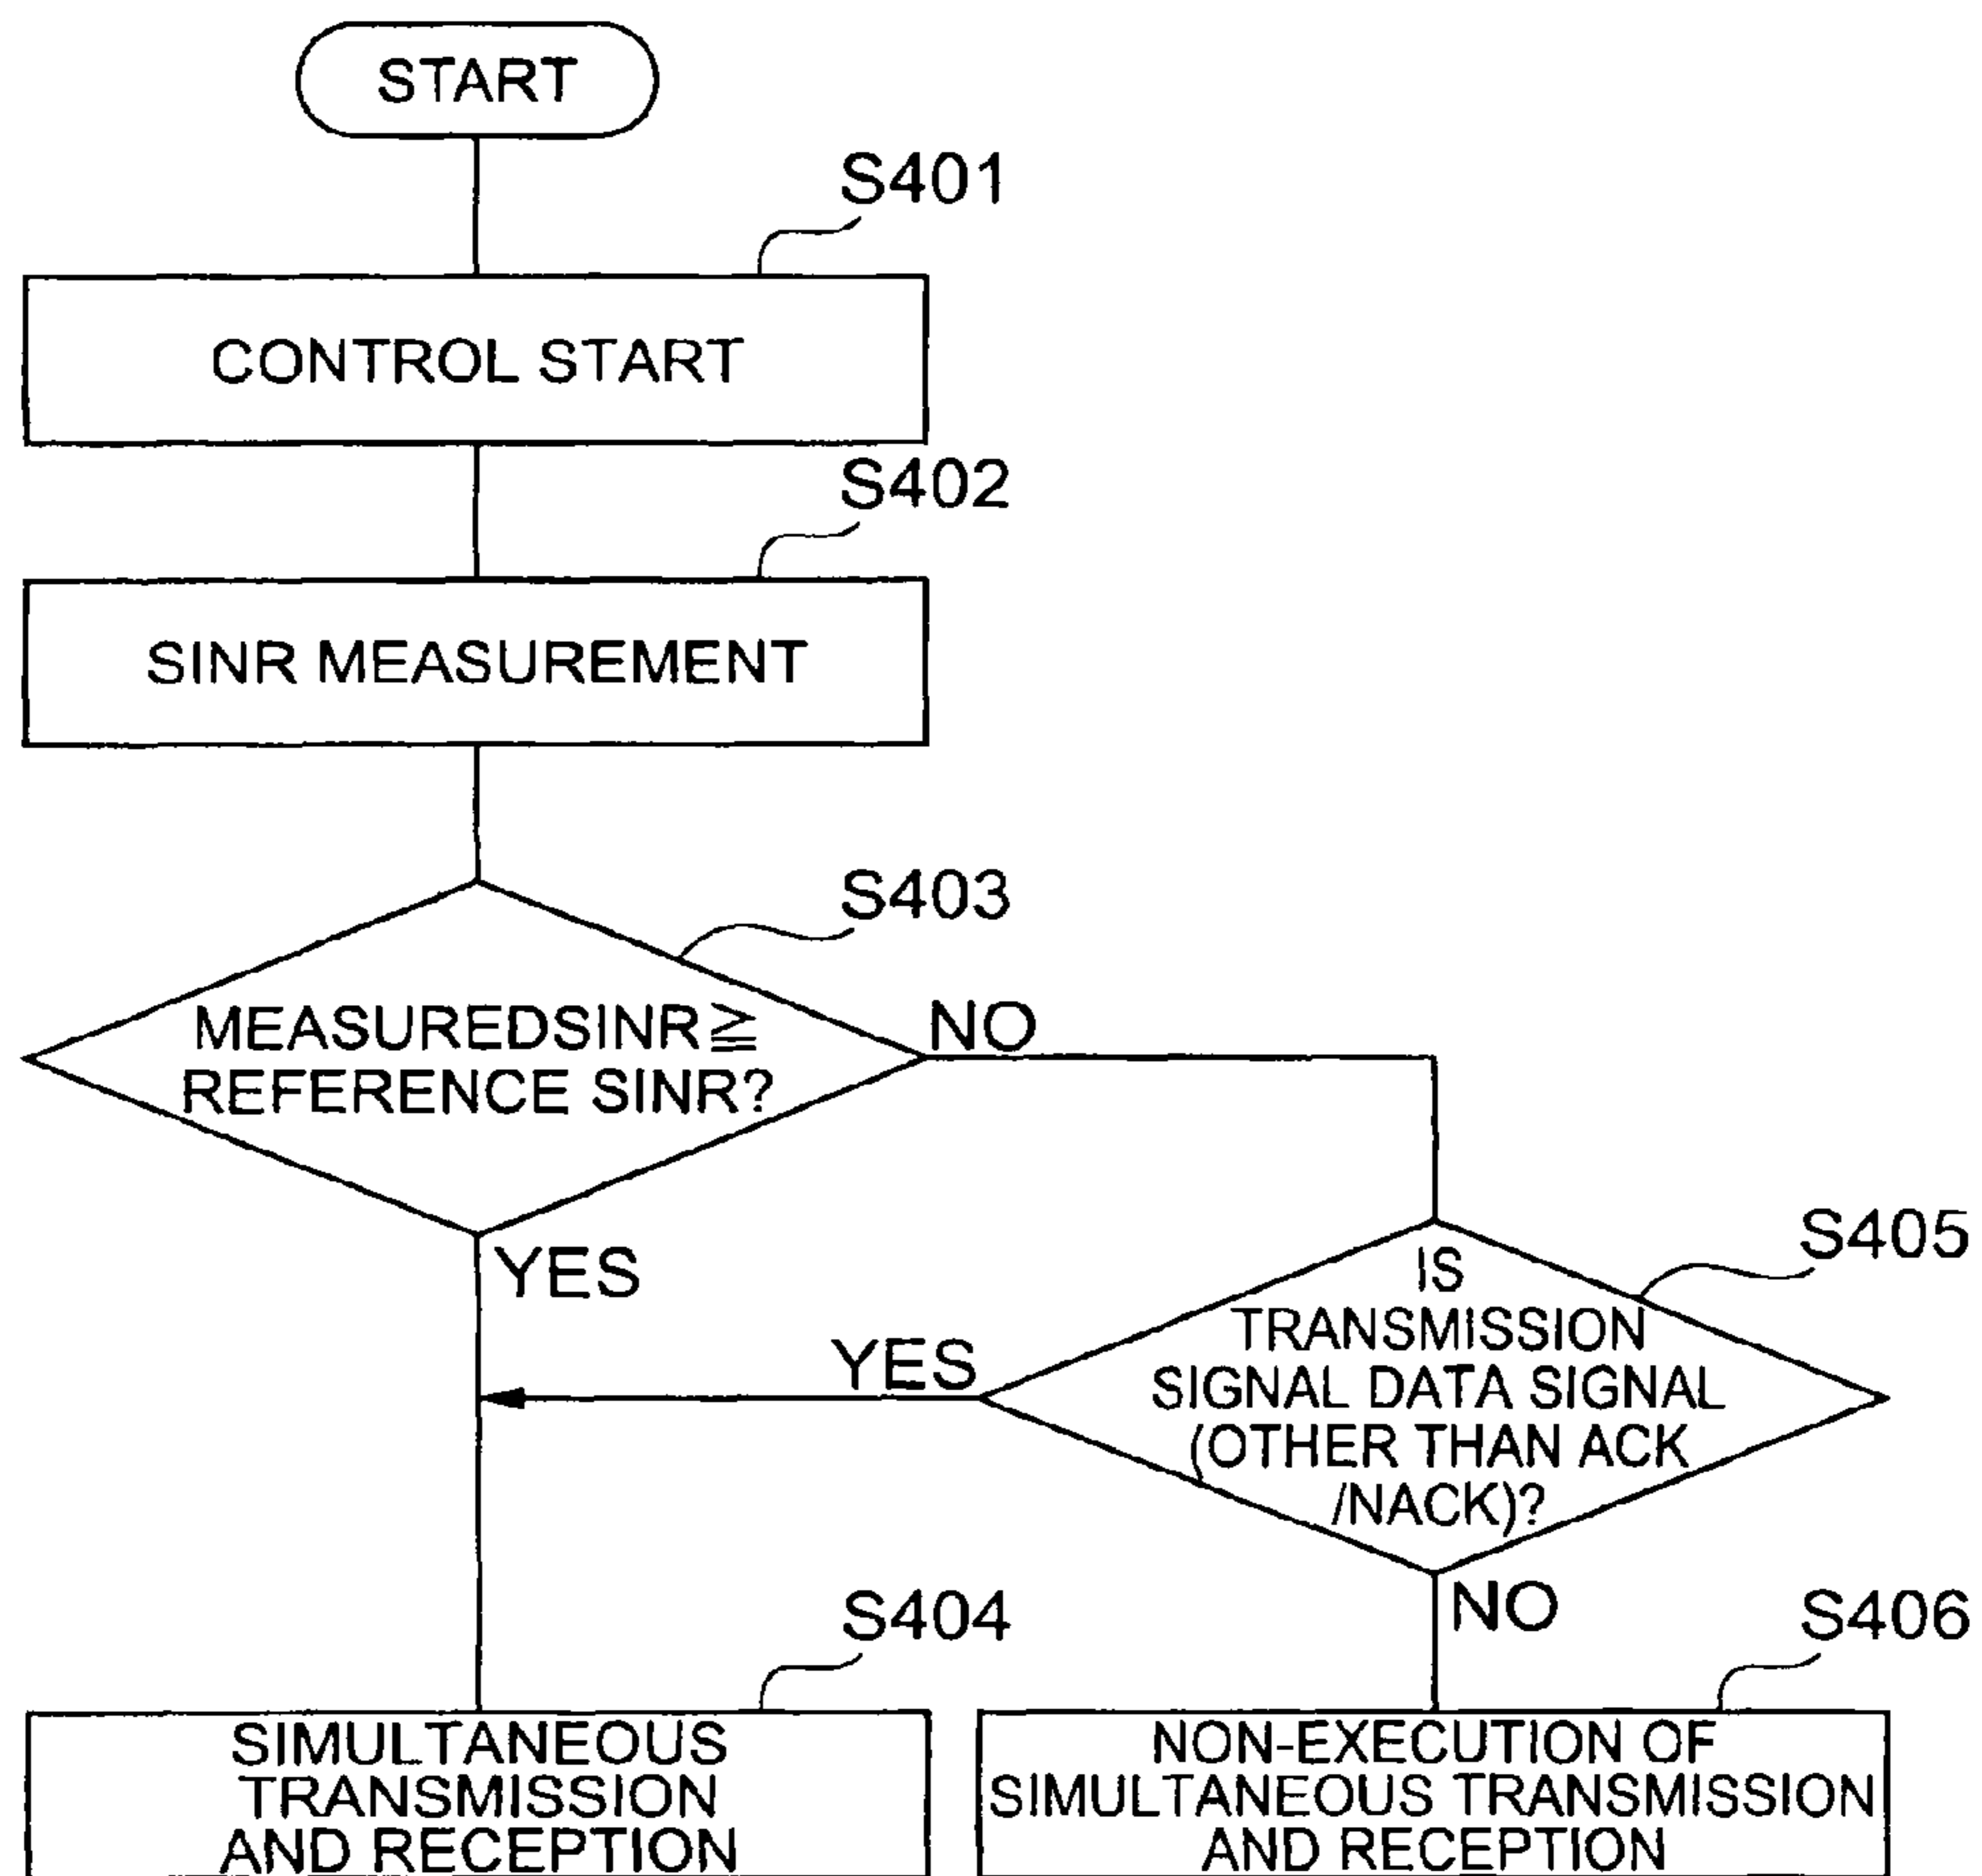 START
S401
CONTROL START
S402
SINR MEASUREMENT
S403
MEASUREDSINR≧
REFERENCE SINR?
NO
YES
S405
IS
TRANSMISSION
SIGNAL DATA SIGNAL
(OTHER THAN ACK
/NACK)?
YES
NO
S404
SIMULTANEOUS
TRANSMISSION
AND RECEPTION
S406
NON-EXECUTION OF
SIMULTANEOUS TRANSMISSION
AND RECEPTION